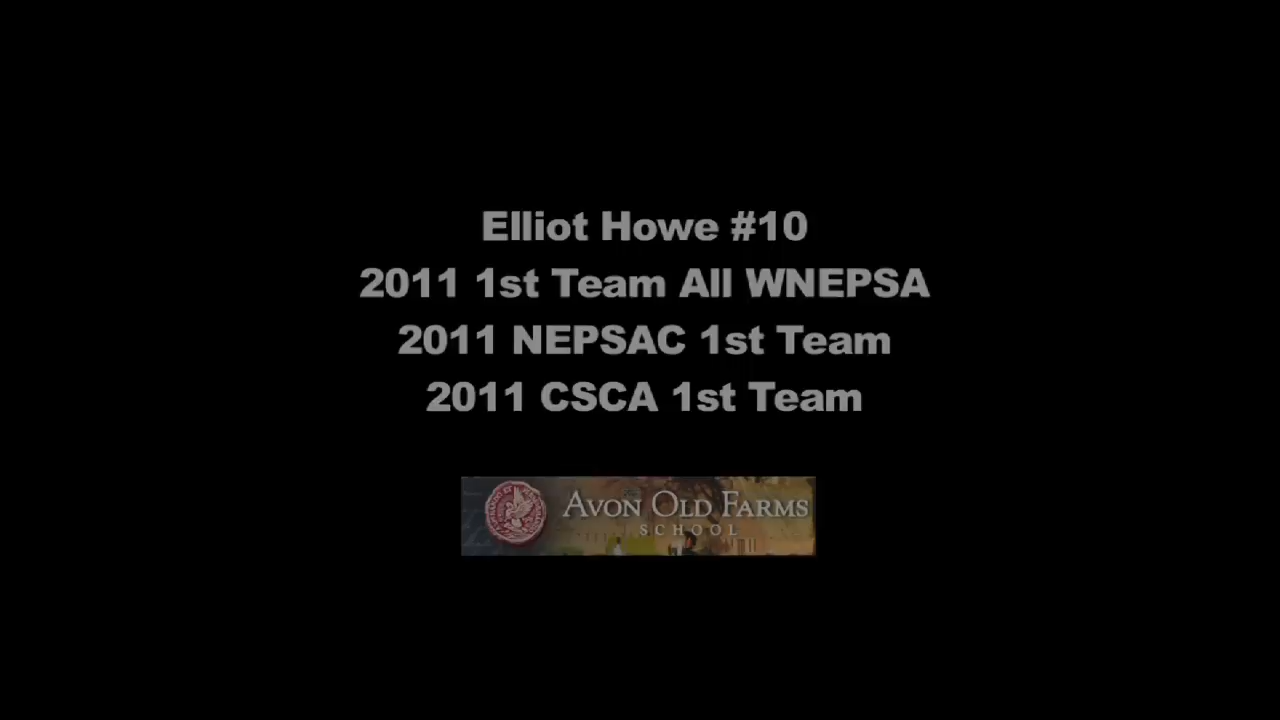 Elliot Howe #10
2011 1st Team All WNEPSA
2011 NEPSAC 1st Team
2011 CSCA 1st Team
AVON OLD FARMS
SCHOOL